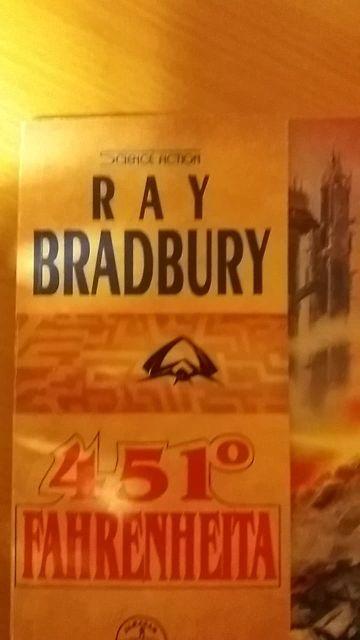 SCIENCE FICTION
RAY
BRADBURY
451°
FAHRENHEITA